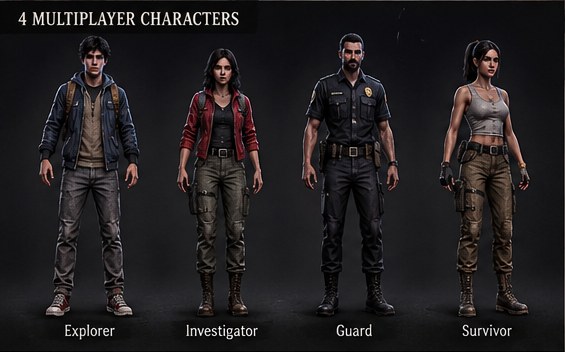 4 MULTIPLAYER CHARACTERS
Explorer
Investigator
Guard
Survivor